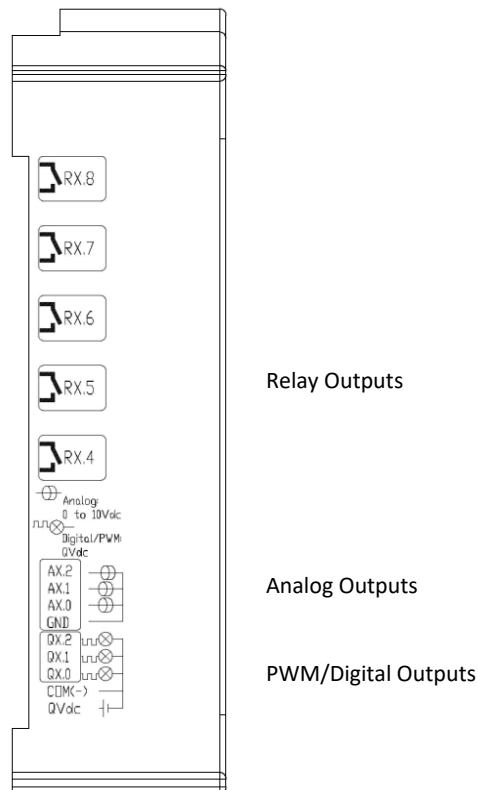 RX.8
RX.7
RX.6
RX.5
Relay Outputs
RX.4
Analog:
0 to 10Vdc
Digital/PWM:
QVdc
AX.2
AX.1
Analog Outputs
AX.0
GND
QX.2
QX.1
QX.0
PWM/Digital Outputs
COM(-)
QVdc